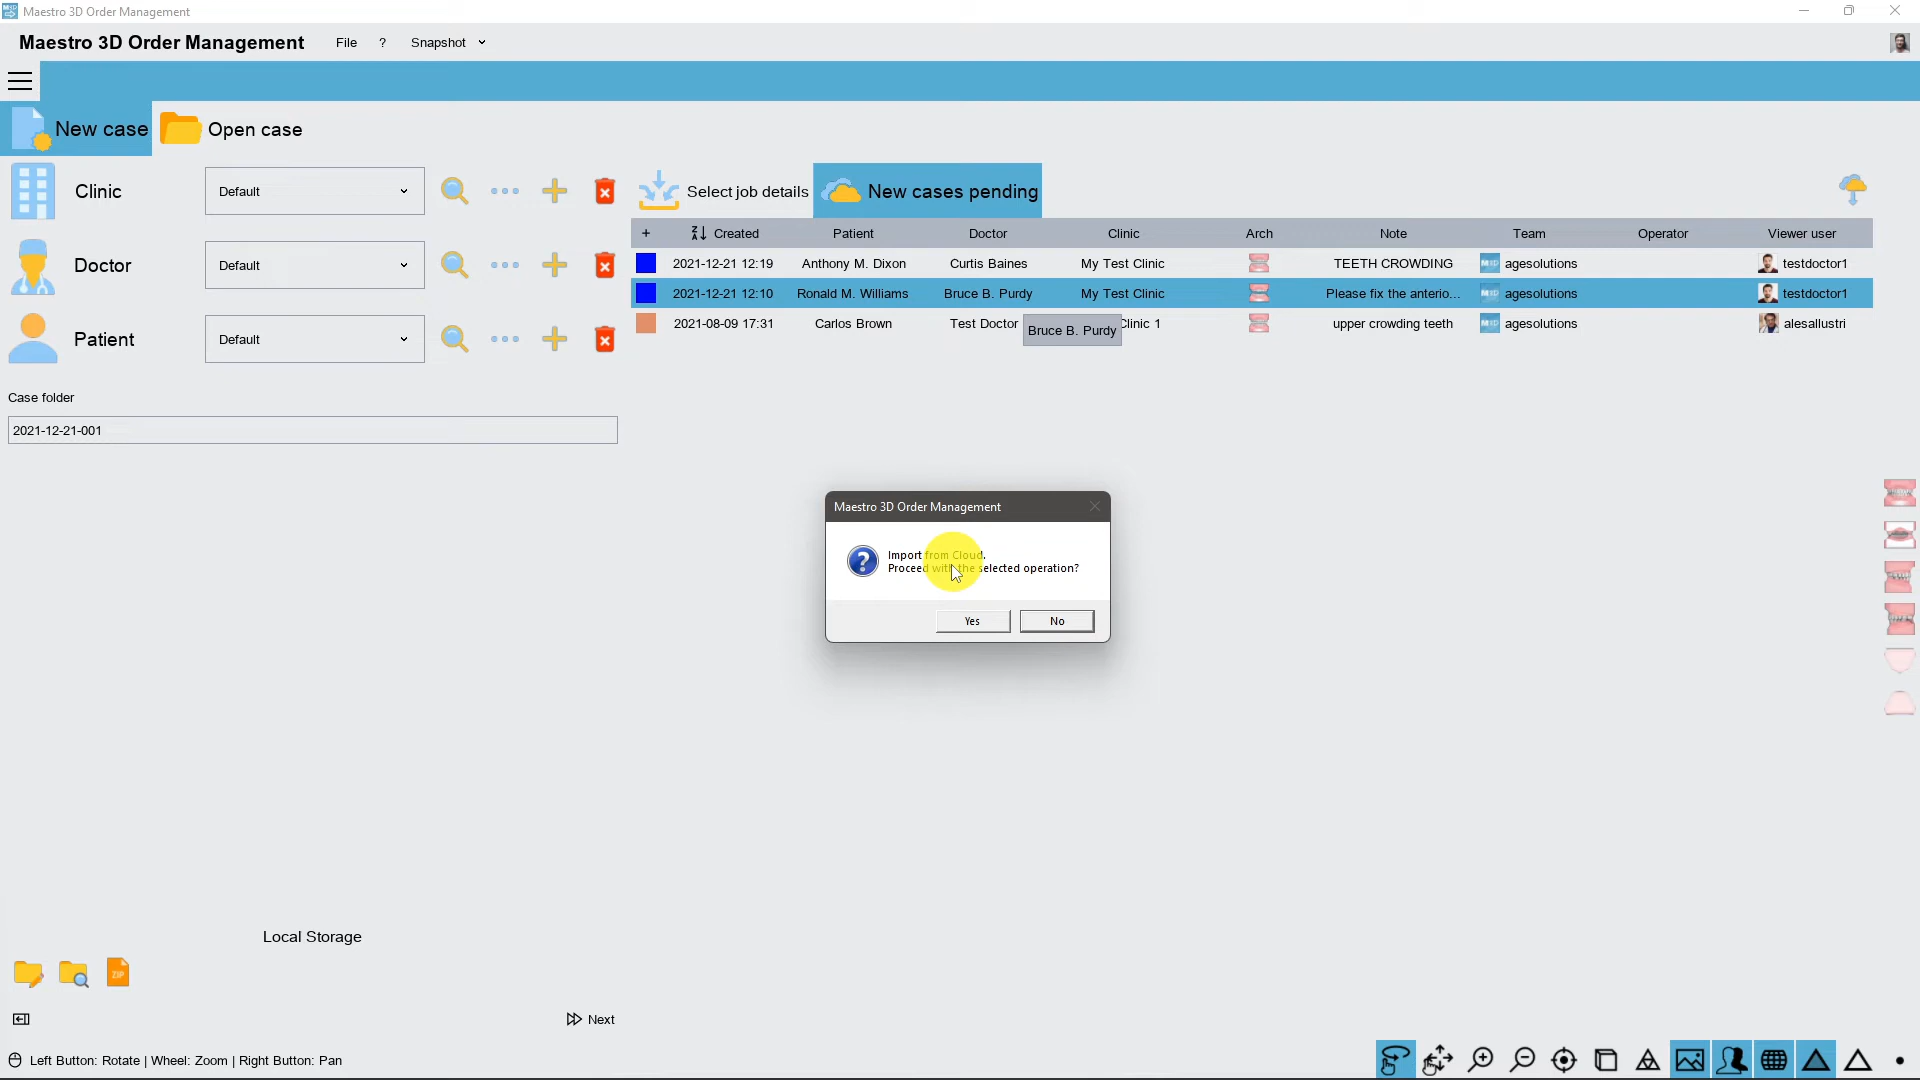 Maestro 3D Order Management
Maestro 3D Order Management File ? Snapshot
New case Open case
Clinic Default
Select job details New cases pending
+ Created Patient Doctor Clinic Arch Note Team Operator Viewer user
2021-12-21 12:19 Anthony M. Dixon Curtis Baines My Test Clinic TEETH CROWDING agesolutions testdoctor1
Doctor Default
2021-12-21 12:10 Ronald M. Williams Bruce B. Purdy My Test Clinic Please fix the anterio... agesolutions testdoctor1
2021-08-09 17:31 Carlos Brown Test Doctor Clinic 1 upper crowding teeth agesolutions alesallustri
Bruce B. Purdy
Patient Default
Case folder
2021-12-21-001
Maestro 3D Order Management
Import from Cloud.
Proceed with the selected operation?
Yes No
Local Storage
ZIP
Next
Left Button: Rotate | Wheel: Zoom | Right Button: Pan